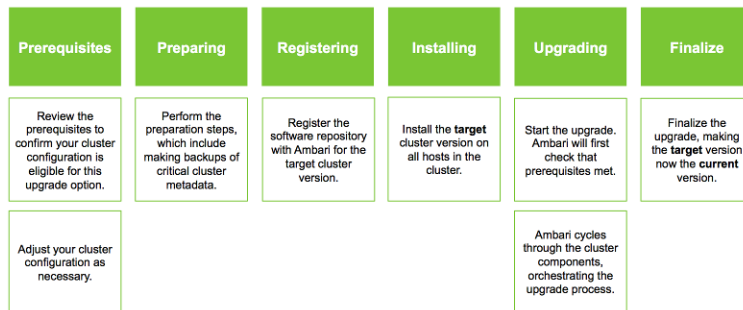 Prerequisites
Preparing
Registering
Installing
Upgrading
Finalize
Review the
prerequisites to
confirm your cluster
configuration is
eligible for this
upgrade option.
Perform the
preparation steps,
which include
making backups of
critical cluster
metadata.
Register the
software repository
with Ambari for the
target cluster
version.
Install the target
cluster version on
all hosts in the
cluster.
Start the upgrade.
Ambari will first
check that
prerequisites met.
Finalize the
upgrade, making
the target version
now the current
version.
Adjust your cluster
configuration as
necessary.
Ambari cycles
through the cluster
components,
orchestrating the
upgrade process.